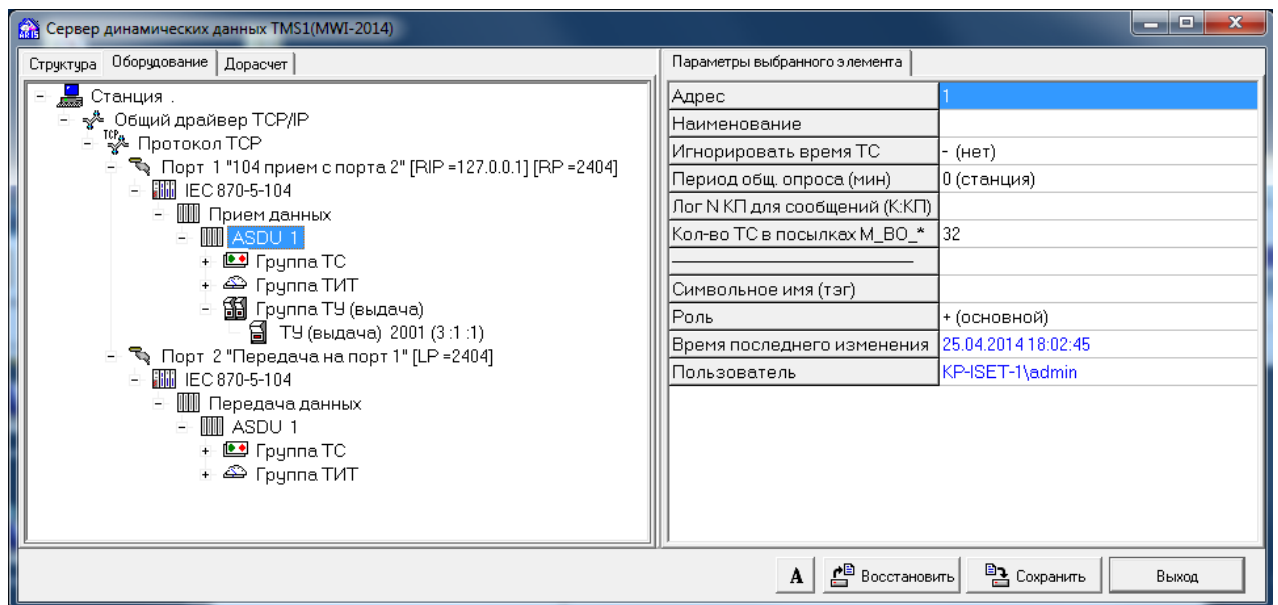 Сервер динамических данных TMS1(MWI-2014)
Структура Оборудование Дорасчет
Станция .
Общий драйвер TCP/IP
TCP Протокол TCP
Порт 1 "104 прием с порта 2" [RIP =127.0.0.1] [RP =2404]
IEC 870-5-104
Прием данных
ASDU 1
Группа ТС
Группа ТИТ
Группа ТУ (выдача)
ТУ (выдача) 2001 (3 :1 :1)
Порт 2 "Передача на порт 1" [LP =2404]
IEC 870-5-104
Передача данных
ASDU 1
Группа ТС
Группа ТИТ
Параметры выбранного элемента
Адрес 1
Наименование
Игнорировать время ТС - (нет)
Период общ. опроса (мин) 0 (станция)
Лог N КП для сообщений (К:КП)
Кол-во ТС в посылках M_BO_* 32
Символьное имя (тэг)
Роль + (основной)
Время последнего изменения 25.04.2014 18:02:45
Пользователь KP-ISET-1\admin
A Восстановить Сохранить Выход